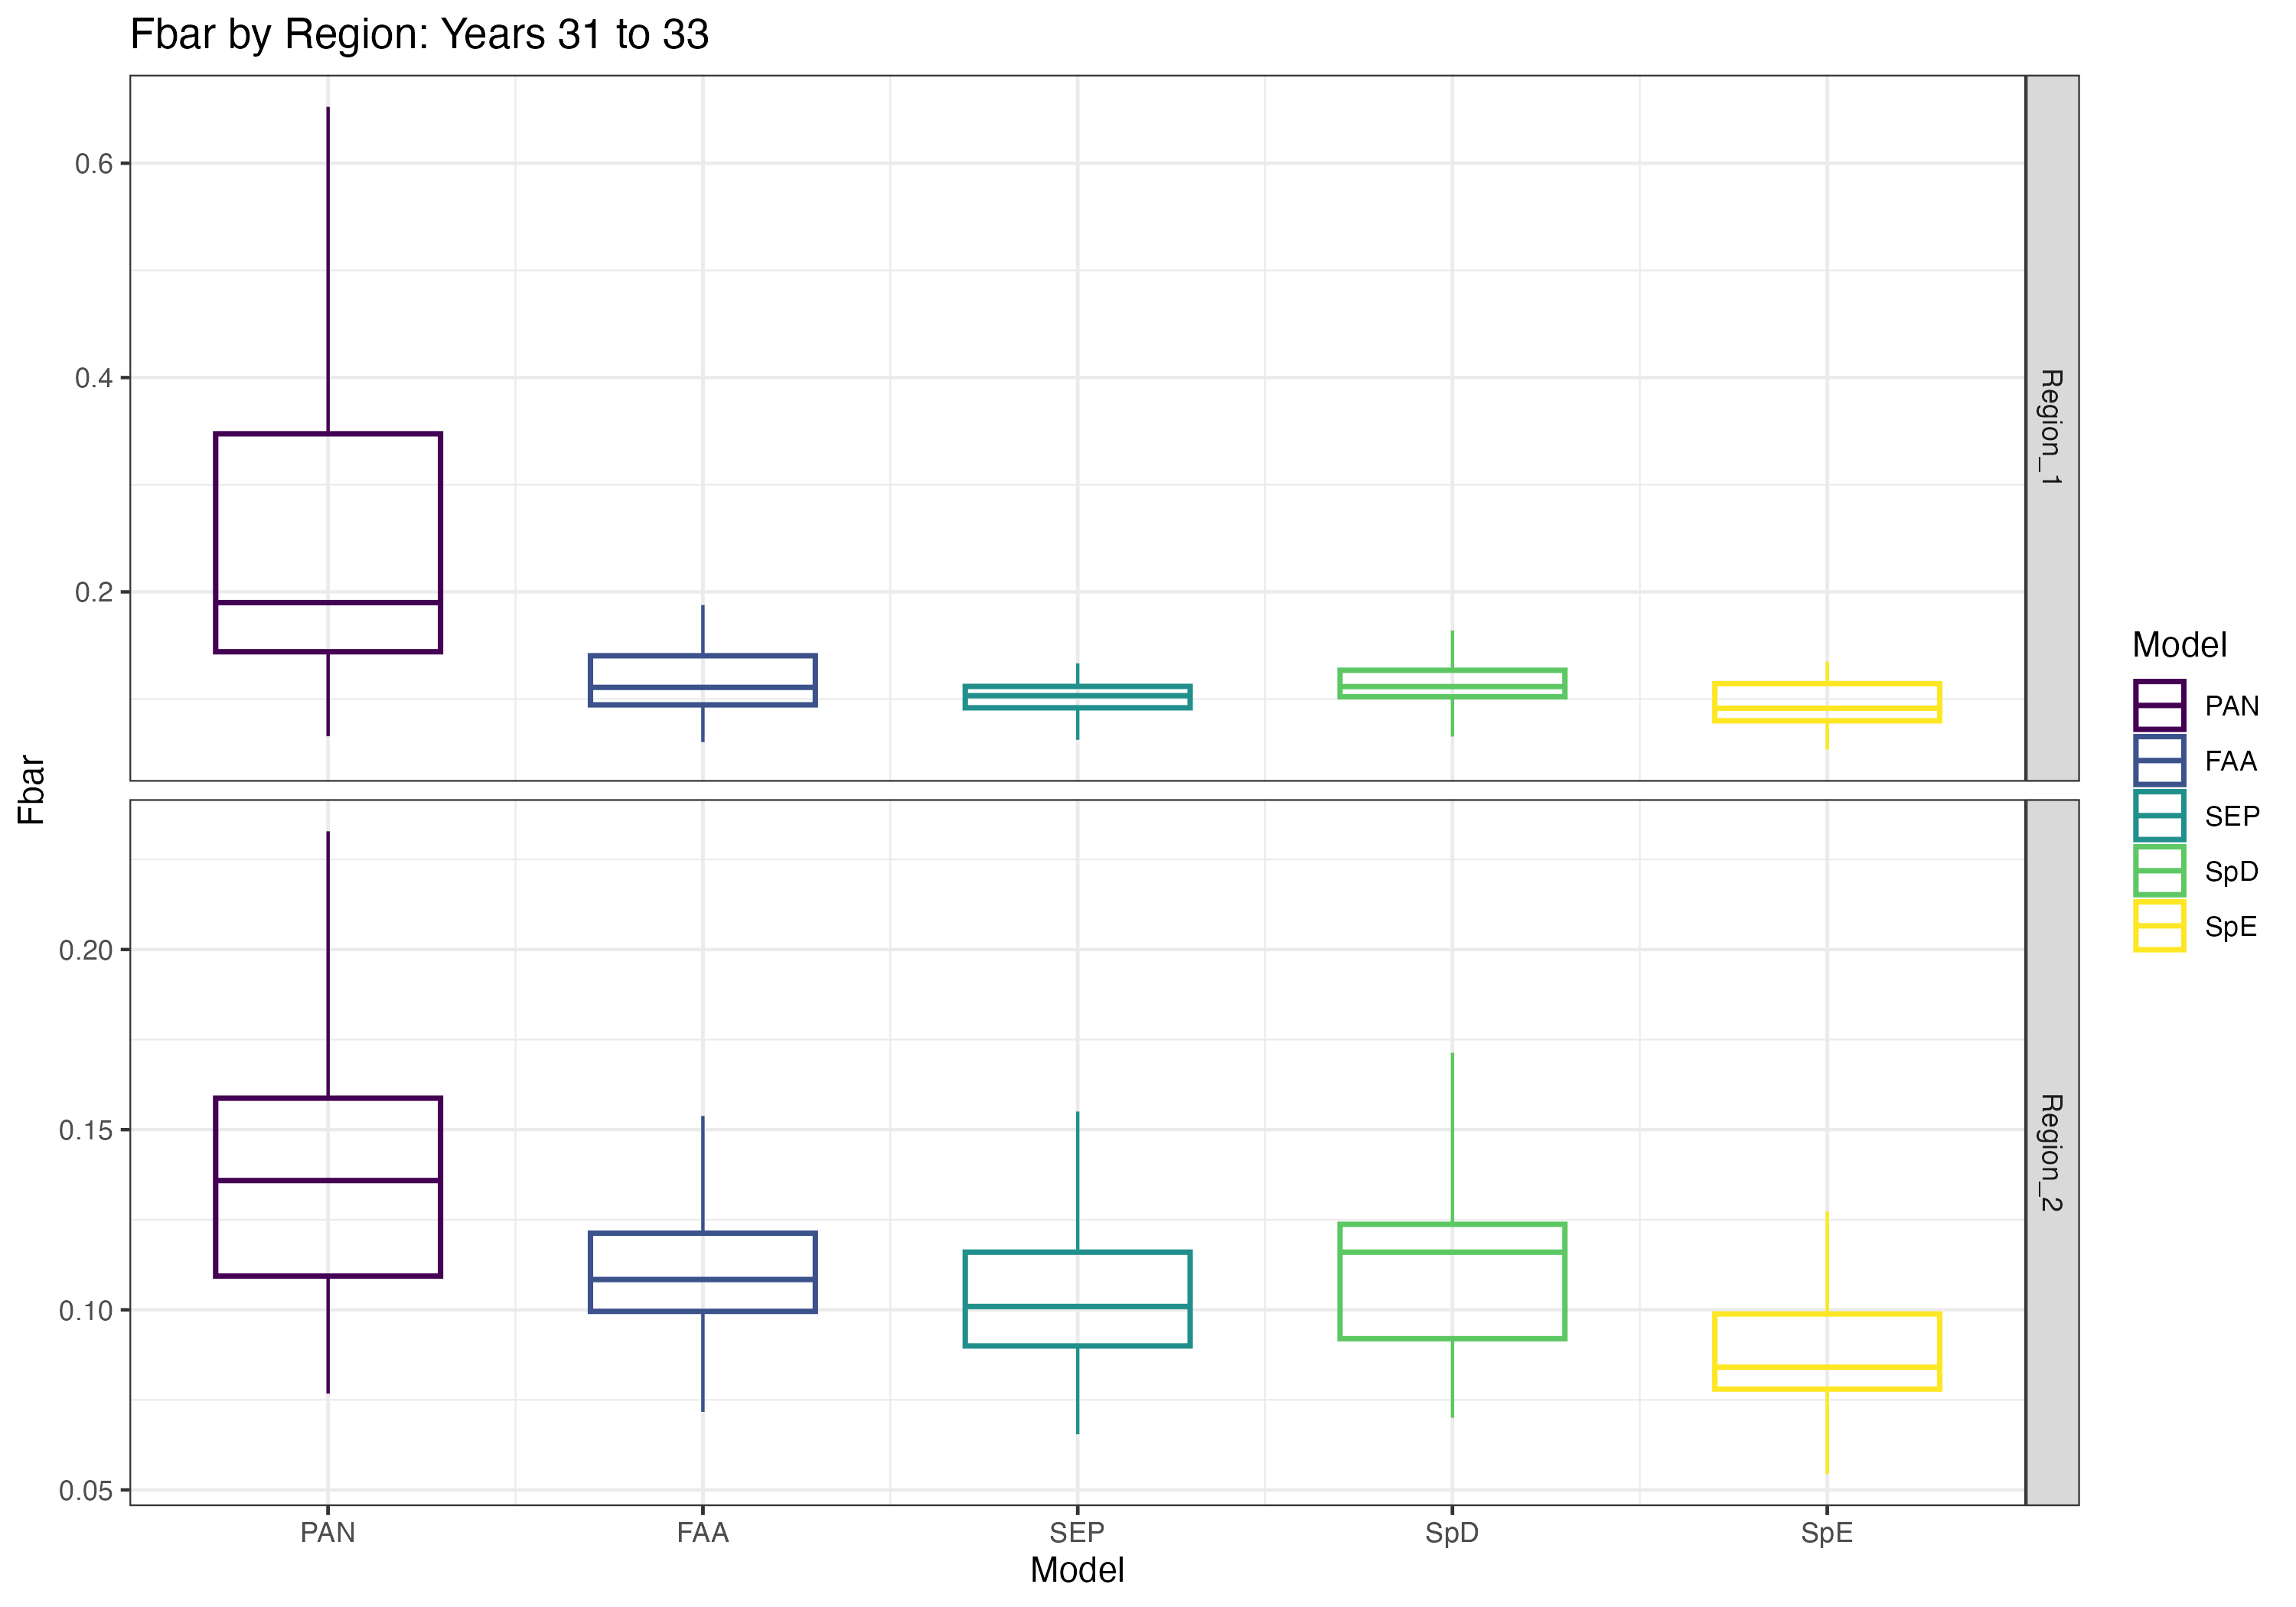 Fbar by Region: Years 31 to 33
Fbar
0.6
0.4
0.2
Region_1
0.20
0.15
0.10
0.05
Region_2
PAN
FAA
SEP
SpD
SpE
Model
Model
PAN
FAA
SEP
SpD
SpE